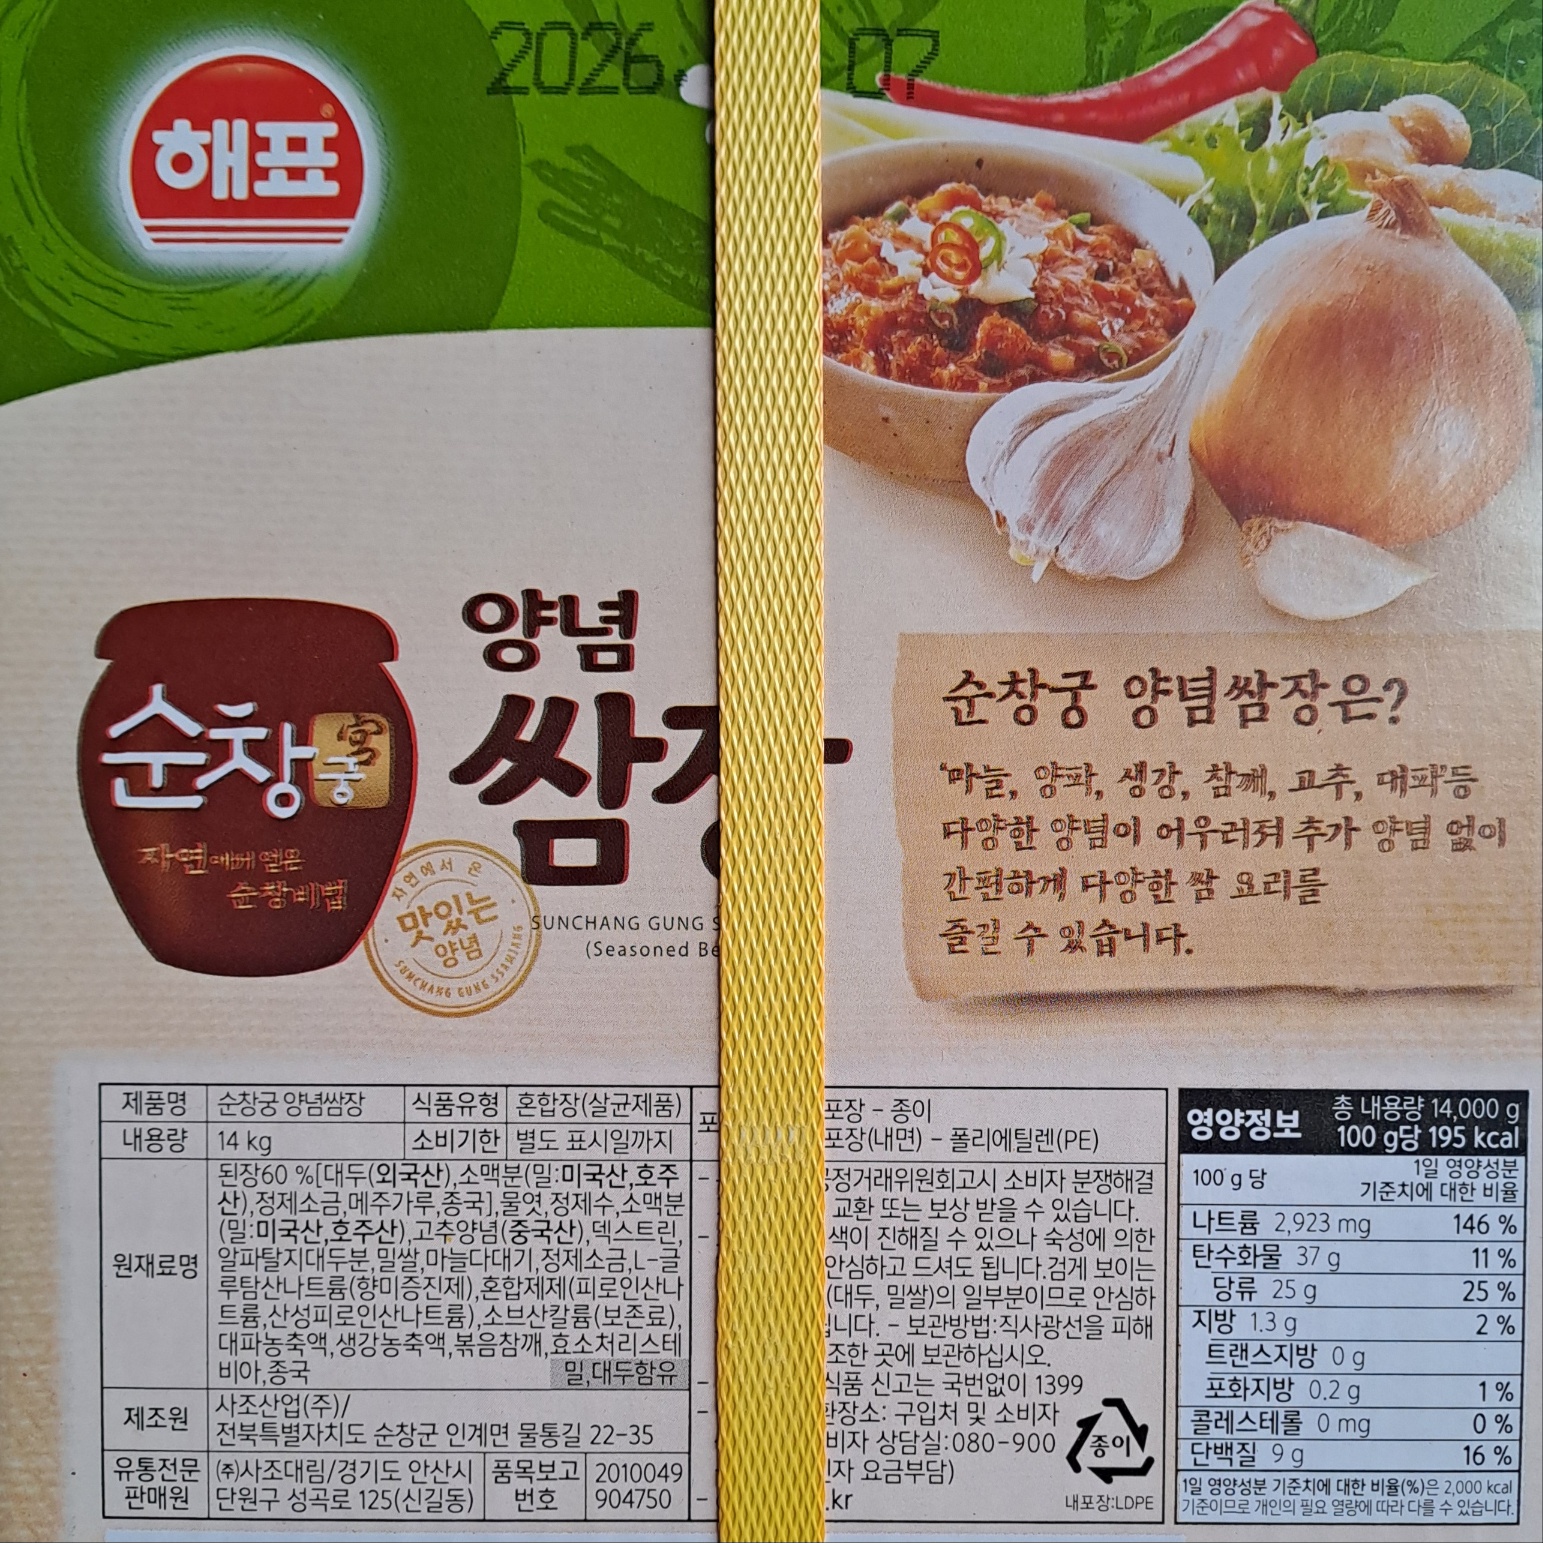 2026. 07
해표
양념
쌈장
순창궁
宮
자연에서 얻은
순창비법
자연에서 온
맛있는
양념
SUNCHANG GUNG SSAMJANG
SUNCHANG GUNG
(Seasoned
순창궁 양념쌈장은?
'마늘, 양파, 생강, 참깨, 고추, 대파'등
다양한 양념이 어우러져 추가 양념 없이
간편하게 다양한 쌈 요리를
즐길 수 있습니다.
제품명 순창궁 양념쌈장 식품유형 혼합장(살균제품)
내용량 14 kg 소비기한 별도 표시일까지
원재료명
된장60 %[대두(외국산),소맥분(밀:미국산,호주
산),정제소금,메주가루,종국],물엿,정제수,소맥분
(밀:미국산,호주산),고추양념(중국산),덱스트린,
알파탈지대두분,밀쌀,마늘다대기,정제소금,L-글
루탐산나트륨(향미증진제),혼합제제(피로인산나
트륨,산성피로인산나트륨),소브산칼륨(보존료),
대파농축액,생강농축액,볶음참깨,효소처리스테
비아,종국 밀,대두함유
제조원 사조산업(주)/
전북특별자치도 순창군 인계면 물통길 22-35
유통전문 ㈜사조대림/경기도 안산시 품목보고 2010049
판매원 단원구 성곡로 125(신길동) 번호 904750
포장 - 종이
포장(내면) - 폴리에틸렌(PE)
공정거래위원회고시 소비자 분쟁해결
교환 또는 보상 받을 수 있습니다.
색이 진해질 수 있으나 숙성에 의한
안심하고 드셔도 됩니다.검게 보이는
(대두, 밀쌀)의 일부분이므로 안심하
니다. - 보관방법:직사광선을 피해
조한 곳에 보관하십시오.
식품 신고는 국번없이 1399
장소: 구입처 및 소비자
비자 상담실:080-900
자 요금부담)
.kr
종이
내포장:LDPE
영양정보 총 내용량 14,000 g
100 g당 195 kcal
100 g 당 1일 영양성분
기준치에 대한 비율
나트륨 2,923 mg 146 %
탄수화물 37 g 11 %
당류 25 g 25 %
지방 1.3 g 2 %
트랜스지방 0 g
포화지방 0.2 g 1 %
콜레스테롤 0 mg 0 %
단백질 9 g 16 %
1일 영양성분 기준치에 대한 비율(%)은 2,000 kcal
기준이므로 개인의 필요 열량에 따라 다를 수 있습니다.